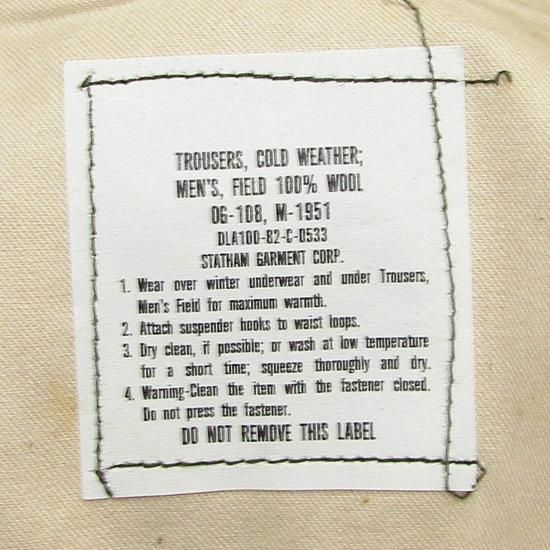 TROUSERS, COLD WEATHER;
MEN'S, FIELD 100% WOOL
OG-108, M-1951
DLA100-82-C-0533
STATHAM GARMENT CORP.
1. Wear over winter underwear and under Trousers,
Men's Field for maximum warmth.
2. Attach suspender hooks to waist loops.
3. Dry clean, if possible; or wash at low temperature
for a short time; squeeze thoroughly and dry.
4. Warning-Clean the item with the fastener closed.
Do not press the fastener.
DO NOT REMOVE THIS LABEL